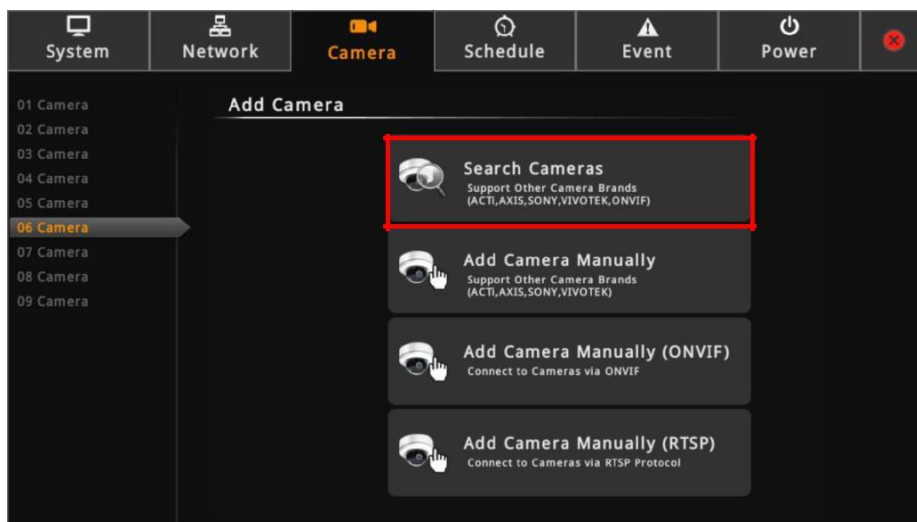 System Network Camera Schedule Event Power
Add Camera
01 Camera
02 Camera
03 Camera
04 Camera
05 Camera
06 Camera
07 Camera
08 Camera
09 Camera
Search Cameras
Support Other Camera Brands
(ACTi,AXIS,SONY,VIVOTEK,ONVIF)
Add Camera Manually
Support Other Camera Brands
(ACTi,AXIS,SONY,VIVOTEK)
Add Camera Manually (ONVIF)
Connect to Cameras via ONVIF
Add Camera Manually (RTSP)
Connect to Cameras via RTSP Protocol